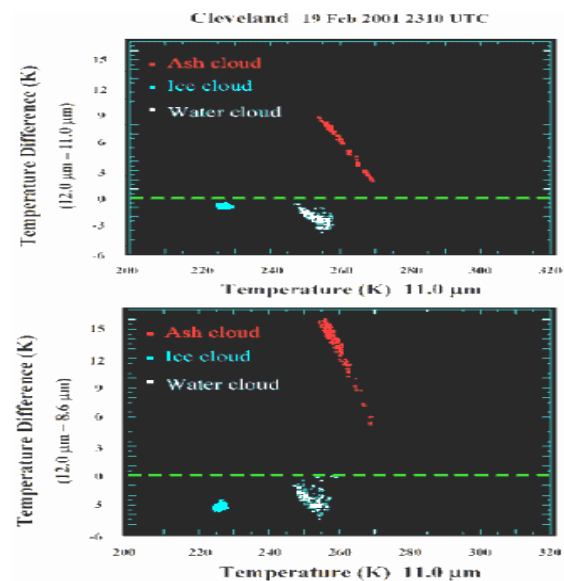 Cleveland 19 Feb 2001 2310 UTC
Temperature Difference (K)
(12.0 µm – 11.0 µm)
15
12
9
6
3
0
-3
Ash cloud
Ice cloud
Water cloud
200 220 240 260 280 300 320
Temperature (K) 11.0 µm
Temperature Difference (K)
(12.0 µm – 8.6 µm)
15
12
9
6
3
0
-6
Ash cloud
Ice cloud
Water cloud
200 220 240 260 280 300 320
Temperature (K) 11.0 µm